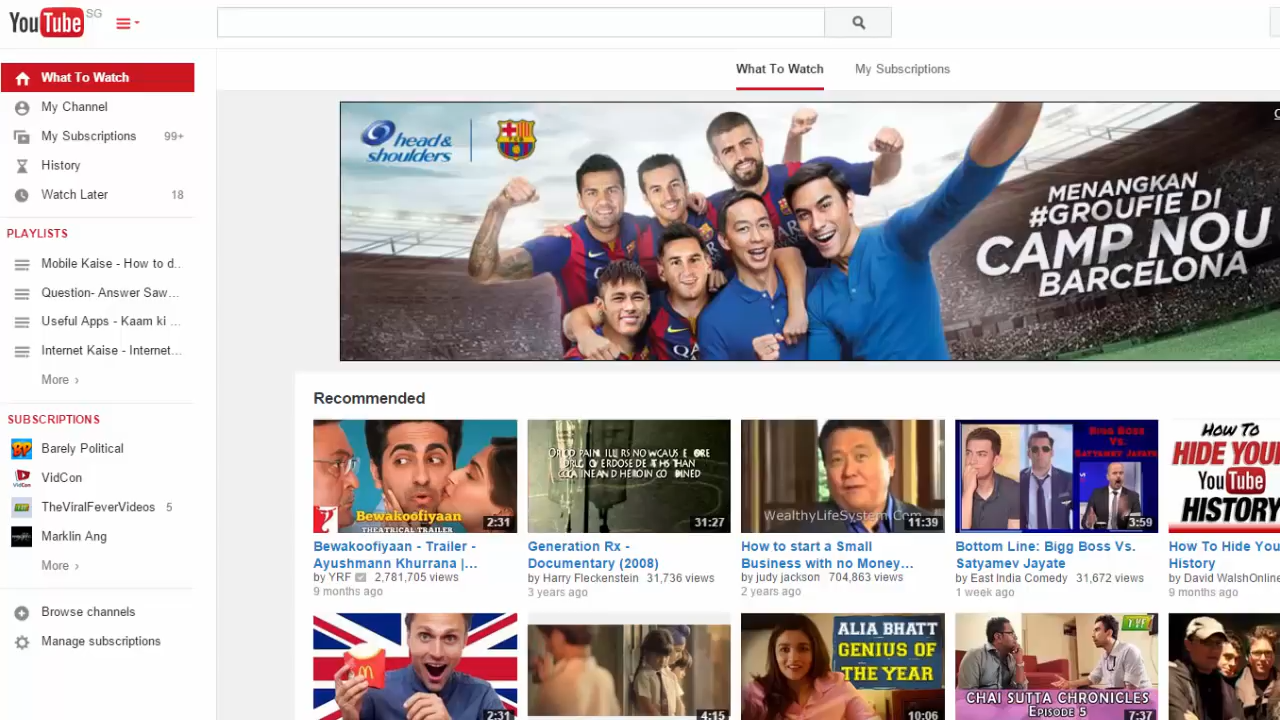 YouTube SG
What To Watch
My Channel
My Subscriptions 99+
History
Watch Later 18
PLAYLISTS
Mobile Kaise - How to d..
Question- Answer Saw...
Useful Apps - Kaam ki ...
Internet Kaise - Internet...
More ›
SUBSCRIPTIONS
Barely Political
VidCon
TheViralFeverVideos 5
Marklin Ang
More ›
Browse channels
Manage subscriptions
What To Watch My Subscriptions
head &
shoulders
MENANGKAN
#GROUFIE DI
CAMP NOU
BARCELONA
Recommended
Bewakoofiyaan
THEATRICAL TRAILER
2:31
Bewakoofiyaan - Trailer -
Ayushmann Khurrana |...
by YRF 2,781,705 views
9 months ago
31:27
Generation Rx -
Documentary (2008)
by Harry Fleckenstein 31,736 views
3 years ago
WealthyLifeSystem.Com
11:39
How to start a Small
Business with no Money...
by judy jackson 704,863 views
2 years ago
BIGG BOSS
VS.
SATYAMEV JAYATE
3:59
Bottom Line: Bigg Boss Vs.
Satyamev Jayate
by East India Comedy 31,672 views
1 week ago
HOW TO
HIDE YOUR
YouTube
HISTORY
How To Hide You
History
by David WalshOnline
9 months ago
2:31
4:15
ALIA BHATT
GENIUS OF
THE YEAR
10:06
CHAI SUTTA CHRONICLES
EPISODE 5
7:37